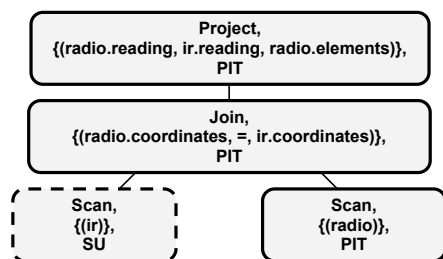 Project,
{(radio.reading, ir.reading, radio.elements)},
PIT
Join,
{(radio.coordinates, =, ir.coordinates)},
PIT
Scan,
{(ir)},
SU
Scan,
{(radio)},
PIT